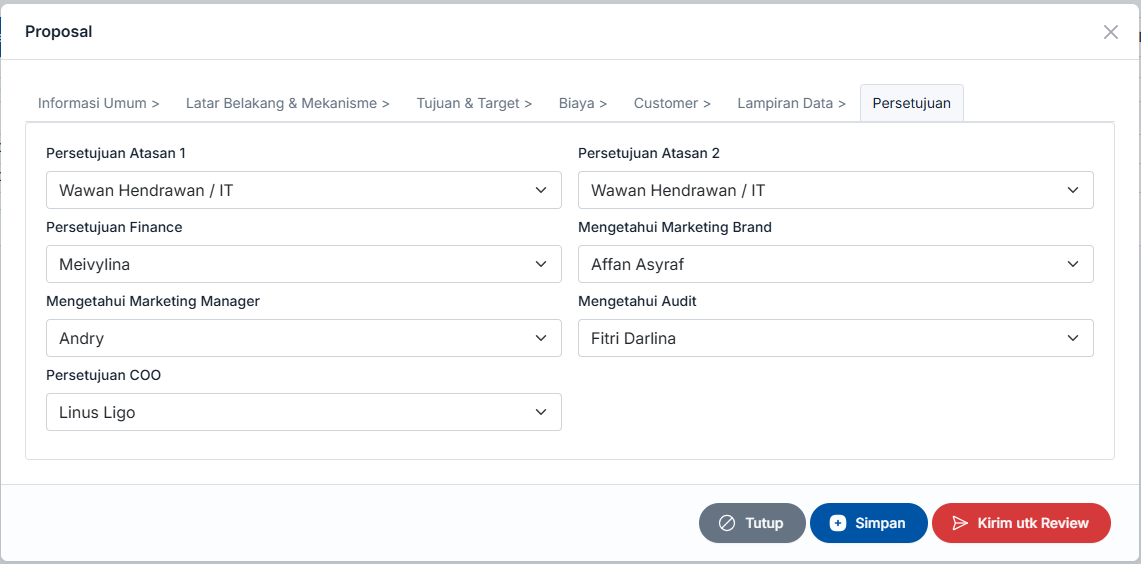 Proposal
Informasi Umum > Latar Belakang & Mekanisme > Tujuan & Target > Biaya > Customer > Lampiran Data > Persetujuan
Persetujuan Atasan 1
Persetujuan Atasan 2
Wawan Hendrawan / IT
Wawan Hendrawan / IT
Persetujuan Finance
Mengetahui Marketing Brand
Meivylina
Affan Asyraf
Mengetahui Marketing Manager
Mengetahui Audit
Andry
Fitri Darlina
Persetujuan COO
Linus Ligo
Tutup
Simpan
Kirim utk Review